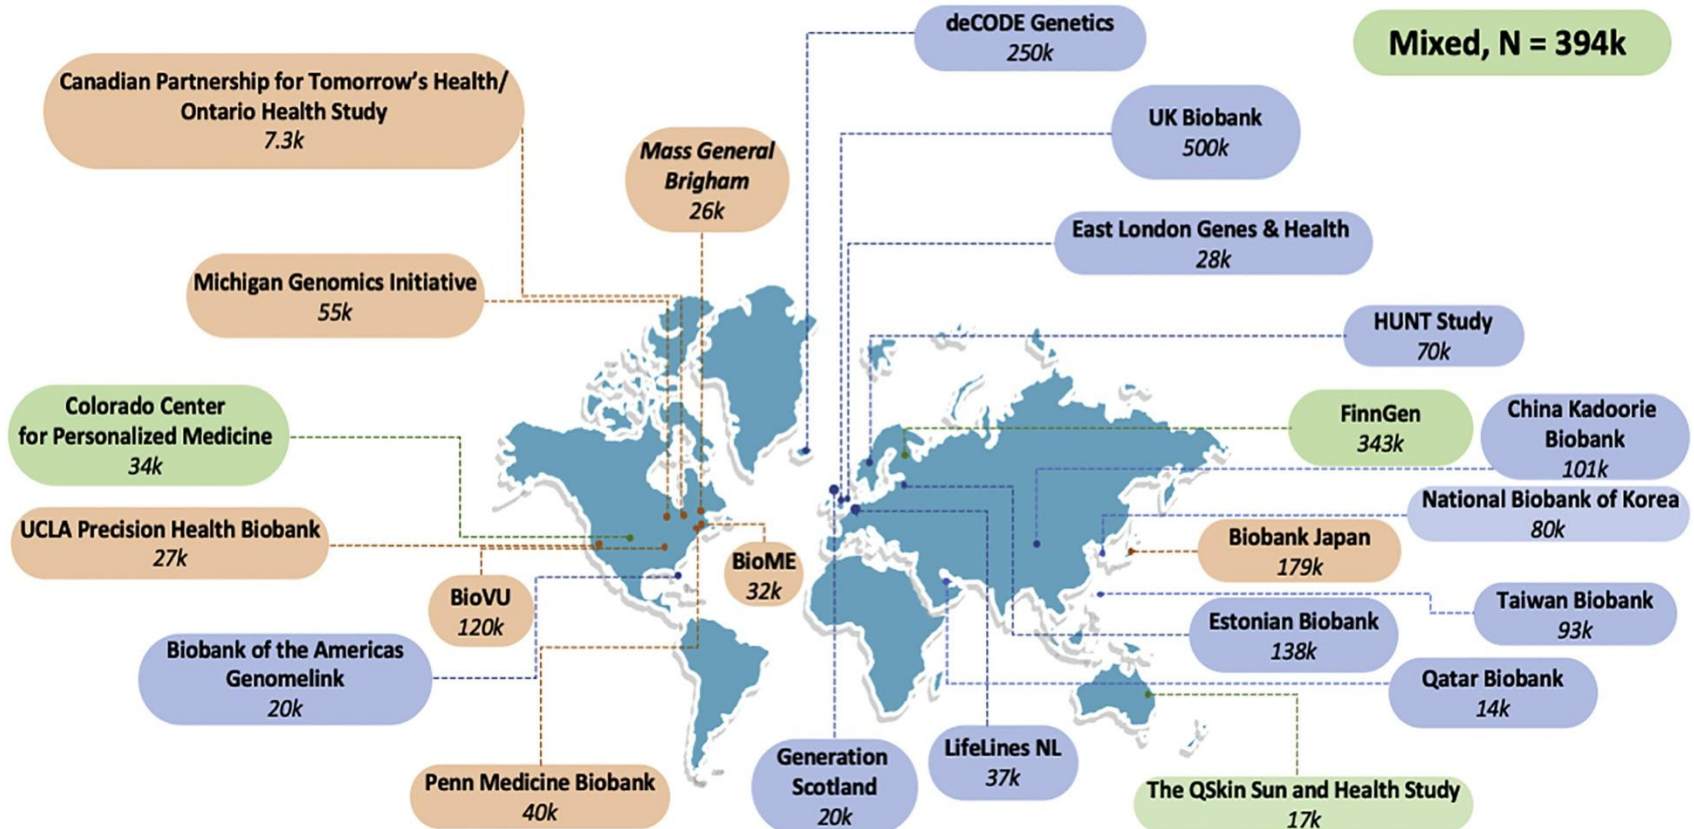 deCODE Genetics
250k
Mixed, N = 394k
Canadian Partnership for Tomorrow’s Health/
Ontario Health Study
7.3k
UK Biobank
500k
Mass General
Brigham
26k
East London Genes & Health
28k
Michigan Genomics Initiative
55k
HUNT Study
70k
Colorado Center
for Personalized Medicine
34k
FinnGen
343k
China Kadoorie
Biobank
101k
National Biobank of Korea
80k
UCLA Precision Health Biobank
27k
Biobank Japan
179k
BioME
32k
BioVU
120k
Taiwan Biobank
93k
Estonian Biobank
138k
Biobank of the Americas
Genomelink
20k
Qatar Biobank
14k
LifeLines NL
37k
Generation
Scotland
20k
Penn Medicine Biobank
40k
The QSkin Sun and Health Study
17k